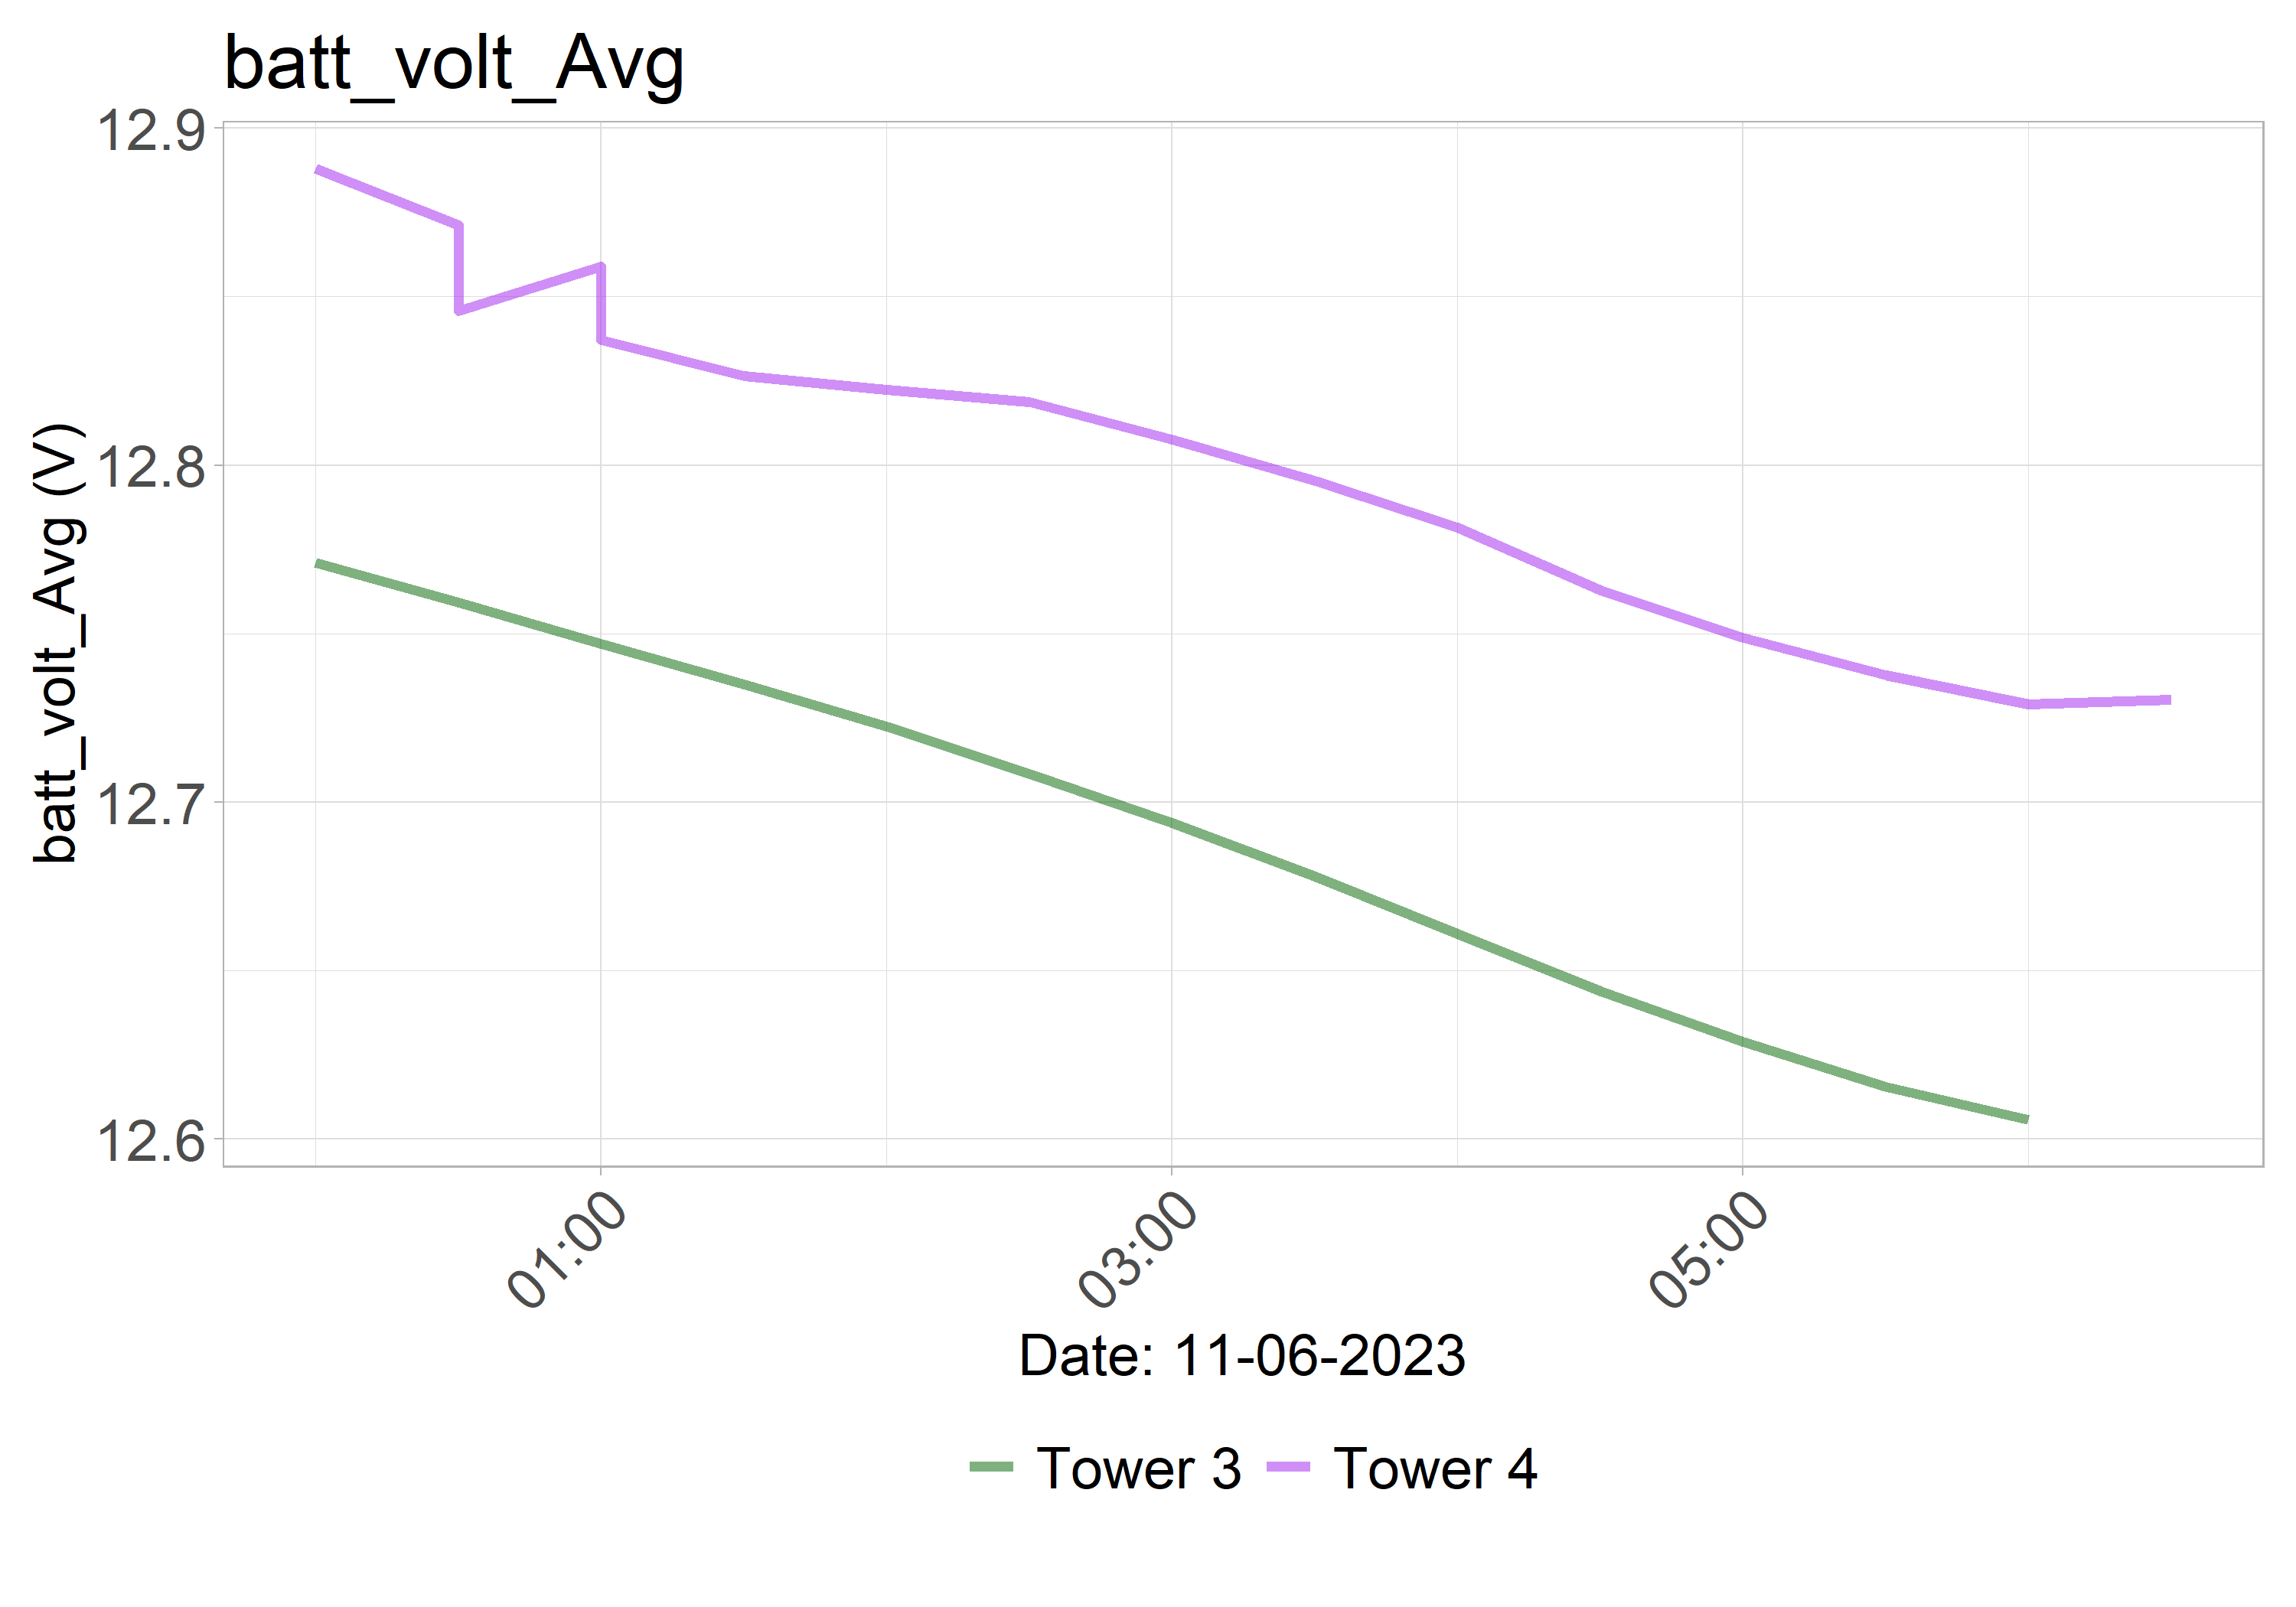 batt_volt_Avg
12.9
12.8
12.7
12.6
batt_volt_Avg (V)
01:00
03:00
05:00
Date: 11-06-2023
Tower 3
Tower 4